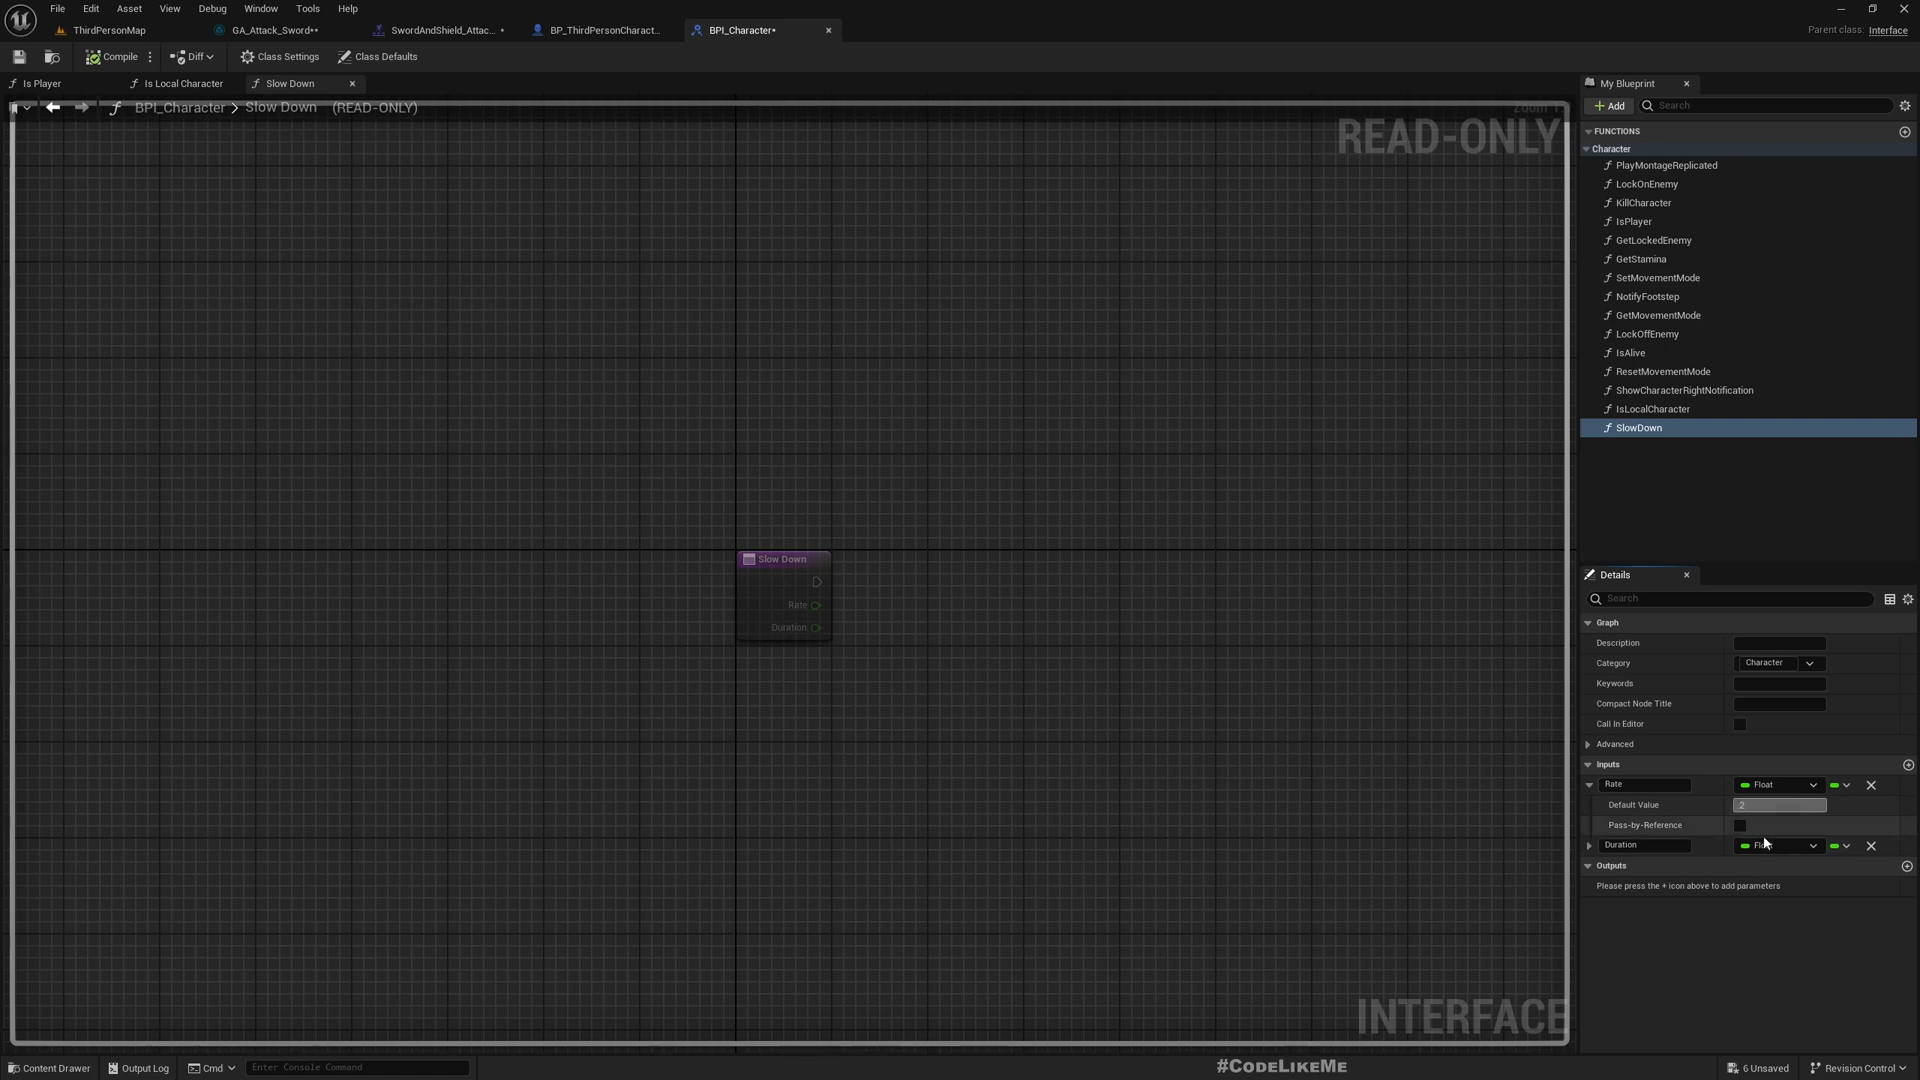 File Edit Asset View Debug Window Tools Help
ThirdPersonMap GA_Attack_Sword•• SwordAndShield_Attac... • BP_ThirdPersonCharact... BPI_Character•
Parent class: Interface
Compile Diff Class Settings Class Defaults
Is Player Is Local Character Slow Down
BPI_Character > Slow Down (READ-ONLY)
READ-ONLY
Slow Down
Rate
Duration
INTERFACE
My Blueprint
Add Search
FUNCTIONS
Character
PlayMontageReplicated
LockOnEnemy
KillCharacter
IsPlayer
GetLockedEnemy
GetStamina
SetMovementMode
NotifyFootstep
GetMovementMode
LockOffEnemy
IsAlive
ResetMovementMode
ShowCharacterRightNotification
IsLocalCharacter
SlowDown
Details
Search
Graph
Description
Category Character
Keywords
Compact Node Title
Call In Editor
Advanced
Inputs
Rate Float
Default Value .2
Pass-by-Reference
Duration
Outputs
Please press the + icon above to add parameters
Content Drawer Output Log Cmd Enter Console Command #CodeLikeMe 6 Unsaved Revision Control